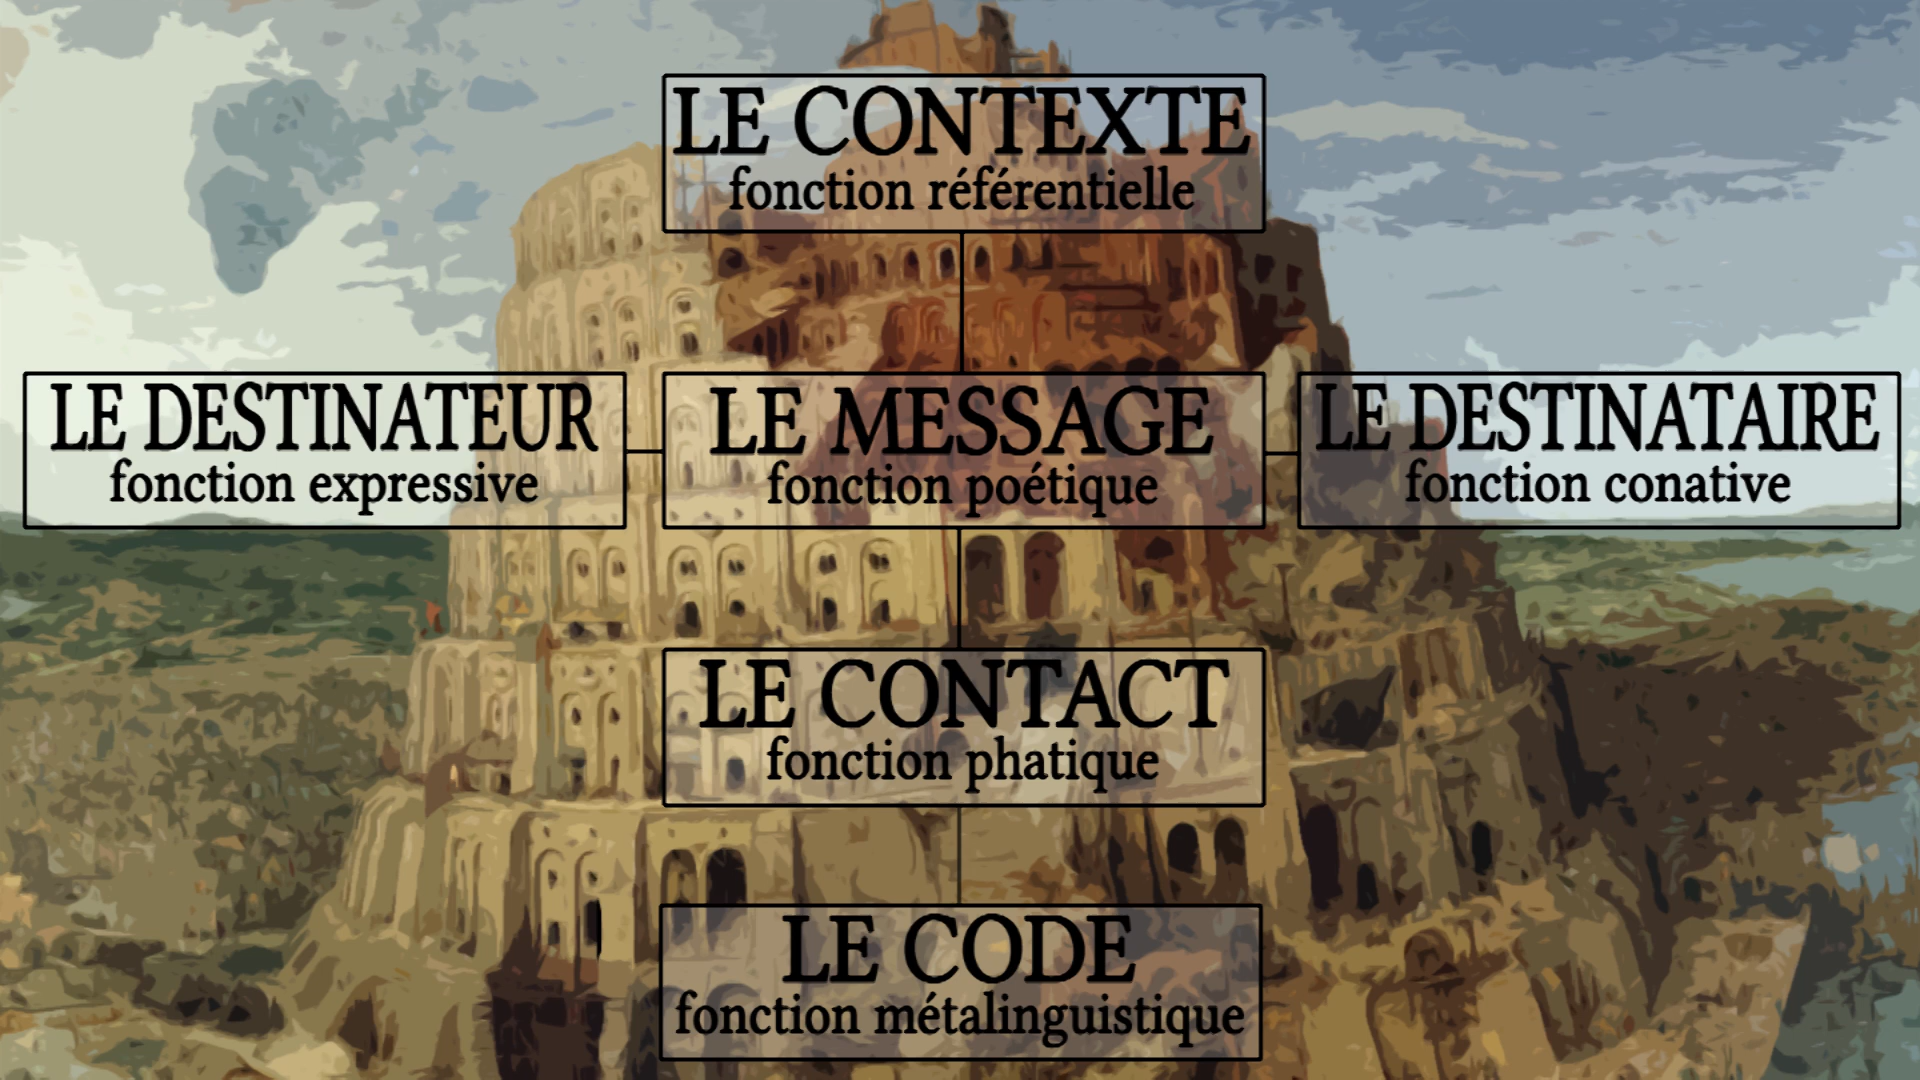 LE CONTEXTE
fonction référentielle
LE DESTINATEUR
fonction expressive
LE MESSAGE
fonction poétique
LE DESTINATAIRE
fonction conative
LE CONTACT
fonction phatique
LE CODE
fonction métalinguistique